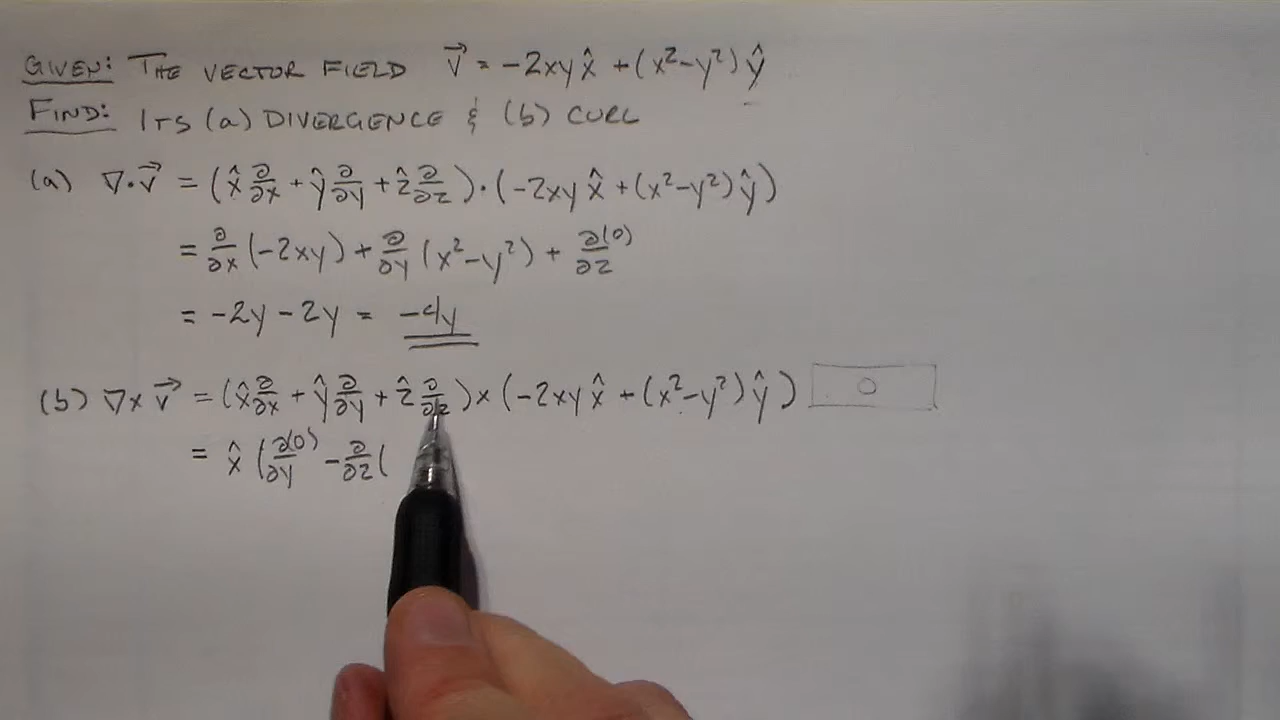 GIVEN: THE VECTOR FIELD v⃗ = -2xy x̂ + (x²-y²) ŷ
FIND: ITS (a) DIVERGENCE & (b) CURL
(a) ∇·v⃗ = (x̂ ∂/∂x + ŷ ∂/∂y + ẑ ∂/∂z)·(-2xy x̂ + (x²-y²) ŷ)
= ∂/∂x (-2xy) + ∂/∂y (x²-y²) + ∂(0)/∂z
= -2y - 2y = -4y
(b) ∇× v⃗ = (x̂ ∂/∂x + ŷ ∂/∂y + ẑ ∂/∂z) × (-2xy x̂ + (x²-y²) ŷ) 0
= x̂ (∂(0)/∂y - ∂/∂z (